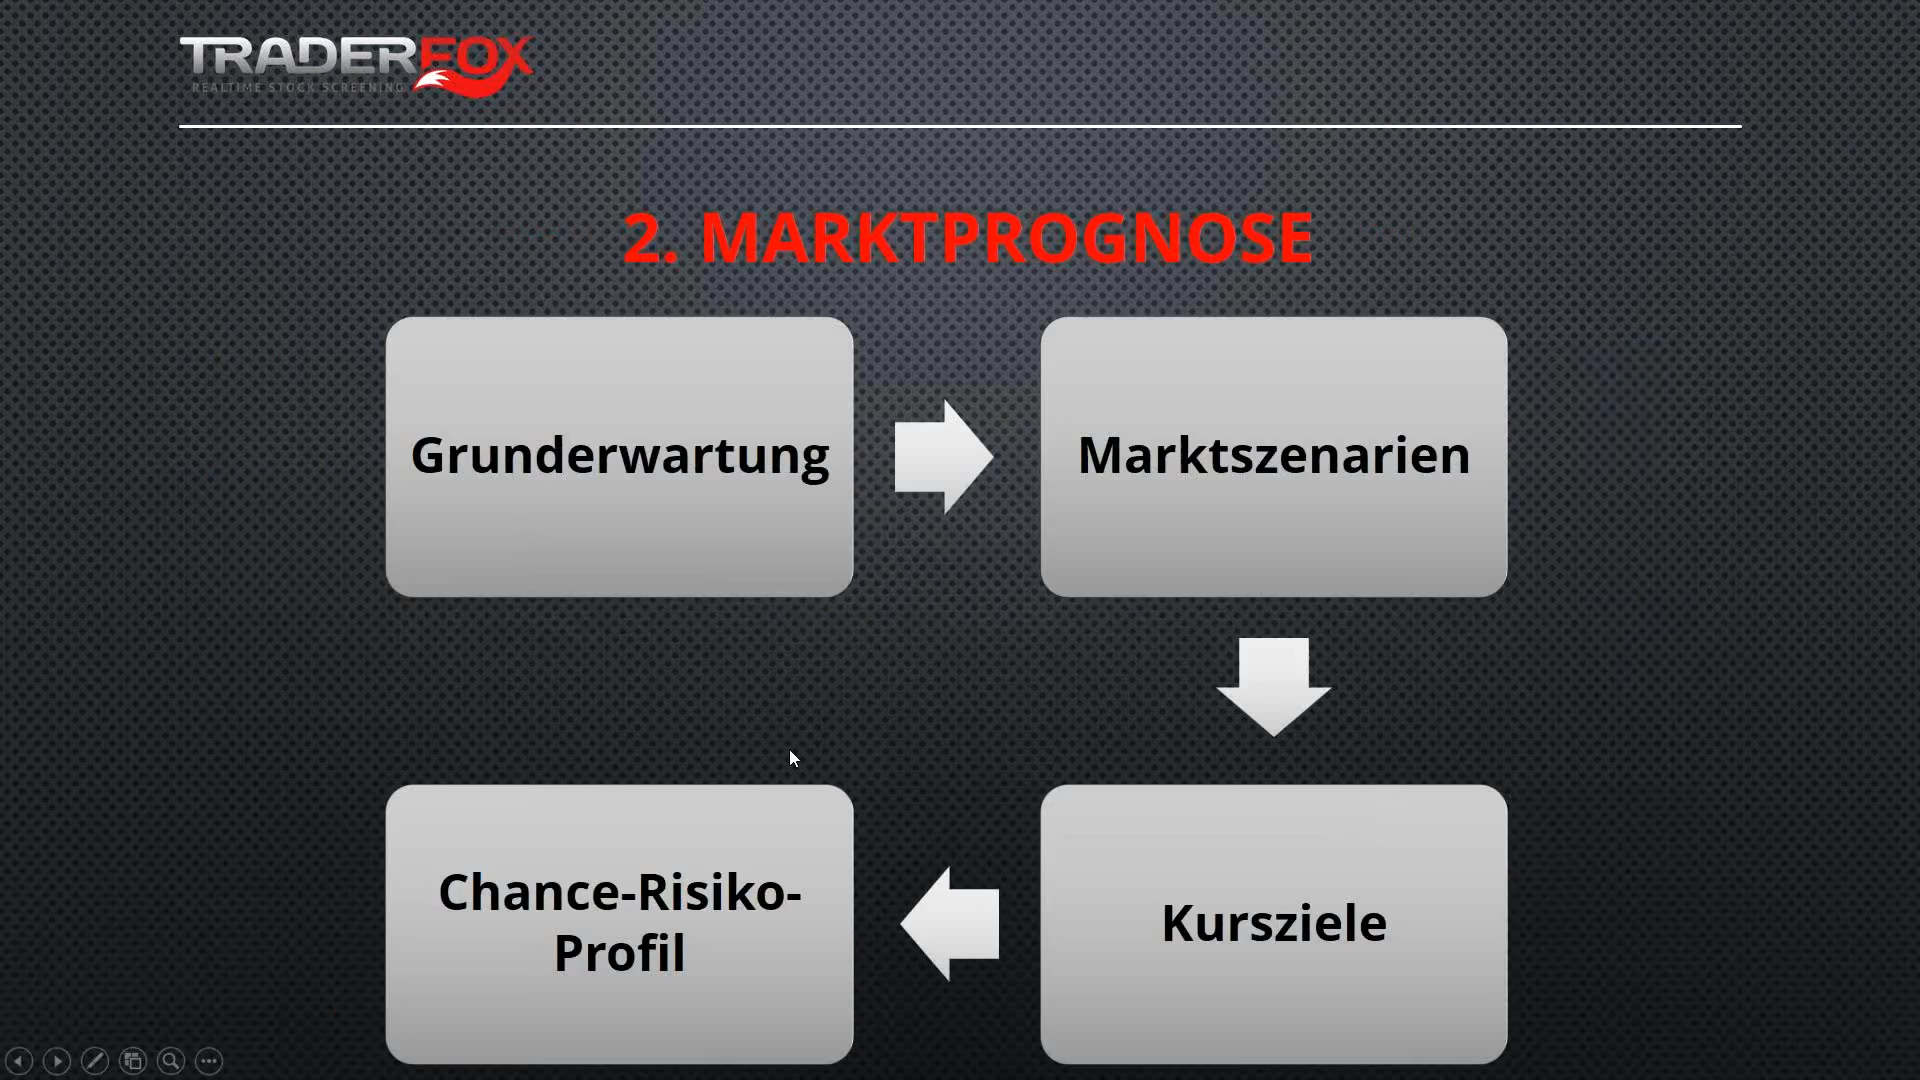 TRADERFOX
REALTIME STOCK SCREENING
2. MARKTPROGNOSE
Grunderwartung
Marktszenarien
Kursziele
Chance-Risiko-
Profil